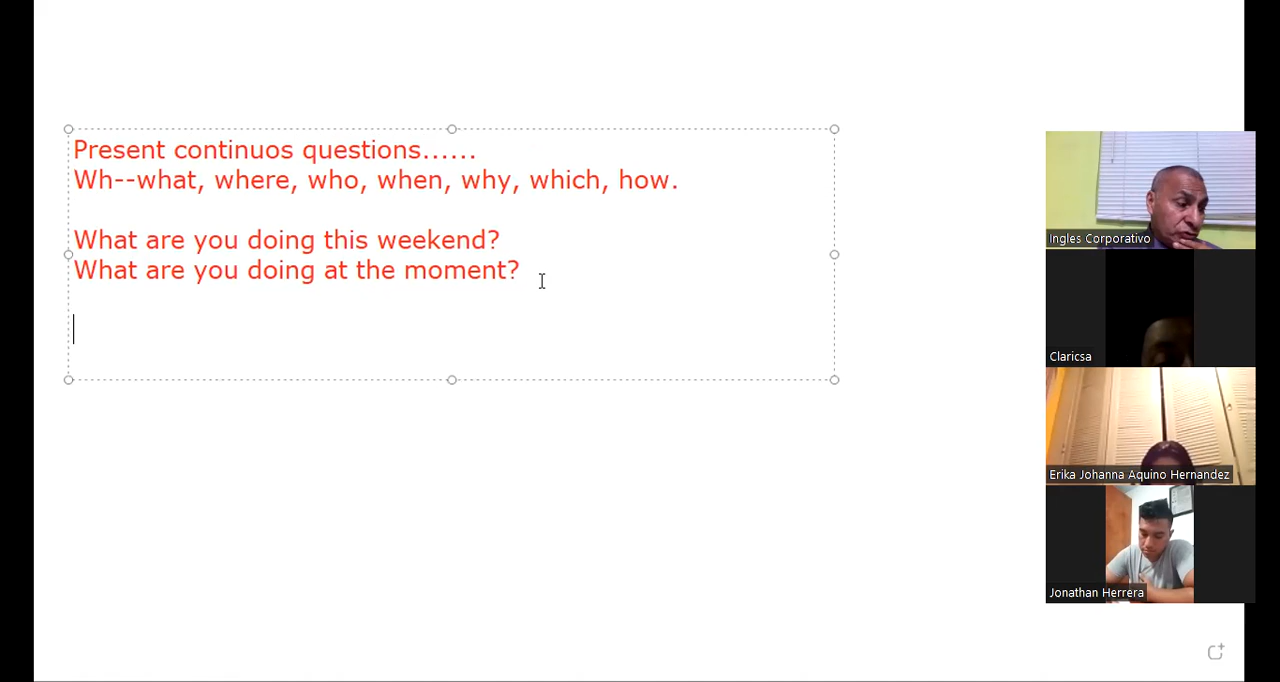 Present continuos questions......
Wh--what, where, who, when, why, which, how.
What are you doing this weekend?
What are you doing at the moment?
Ingles Corporativo
Claricsa
Erika Johanna Aquino Hernandez
Jonathan Herrera